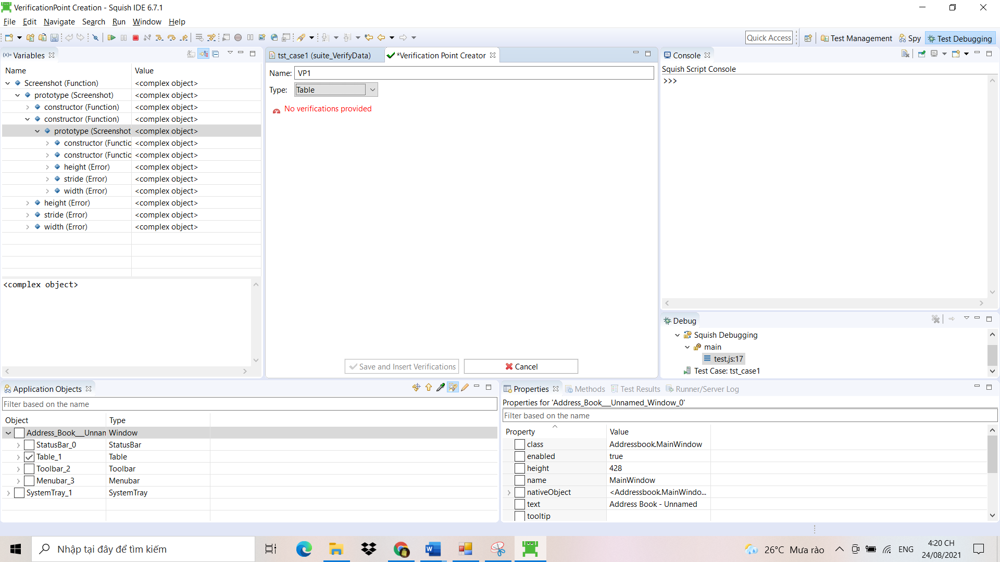 VerificationPoint Creation - Squish IDE 6.7.1
File Edit Navigate Search Run Window Help
Quick Access Test Management Spy Test Debugging
(x)= Variables
Name Value
Screenshot (Function) <complex object>
prototype (Screenshot) <complex object>
constructor (Function) <complex object>
constructor (Function) <complex object>
prototype (Screenshot <complex object>
constructor (Functic <complex object>
constructor (Functic <complex object>
height (Error) <complex object>
stride (Error) <complex object>
width (Error) <complex object>
height (Error) <complex object>
stride (Error) <complex object>
width (Error) <complex object>
<complex object>
tst_case1 (suite_VerifyData) *Verification Point Creator
Name: VP1
Type: Table
No verifications provided
Save and Insert Verifications Cancel
Console
Squish Script Console
>>>
Debug
Squish Debugging
main
test.js:17
Test Case: tst_case1
Application Objects
Filter based on the name
Object Type
Address_Book__Unnan Window
StatusBar_0 StatusBar
Table_1 Table
Toolbar_2 Toolbar
Menubar_3 Menubar
SystemTray_1 SystemTray
Properties Methods Test Results Runner/Server Log
Properties for 'Address_Book__Unnamed_Window_0'
Filter based on the name
Property Value
class Addressbook.MainWindow
enabled true
height 428
name MainWindow
nativeObject <Addressbook.MainWindo...
text Address Book - Unnamed
tooltip
Nhập tại đây để tìm kiếm
26°C Mưa rào
ENG
4:20 CH
24/08/2021